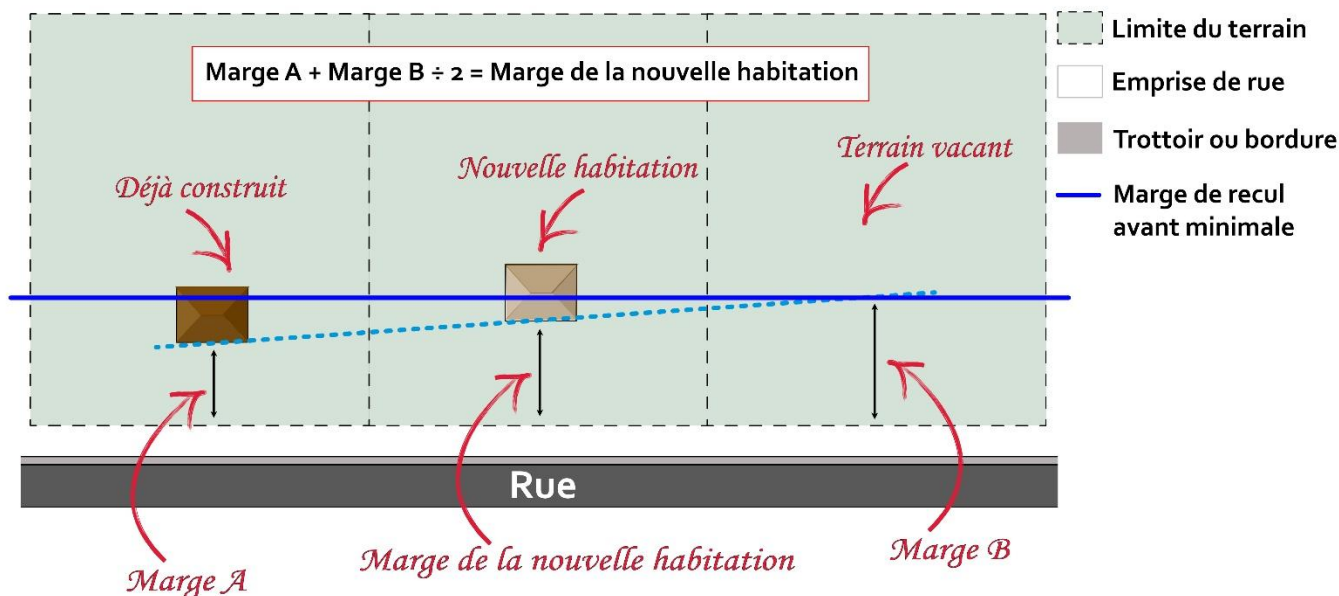 Marge A + Marge B ÷ 2 = Marge de la nouvelle habitation
Déjà construit
Nouvelle habitation
Terrain vacant
Rue
Marge A
Marge de la nouvelle habitation
Marge B
Limite du terrain
Emprise de rue
Trottoir ou bordure
Marge de recul
avant minimale